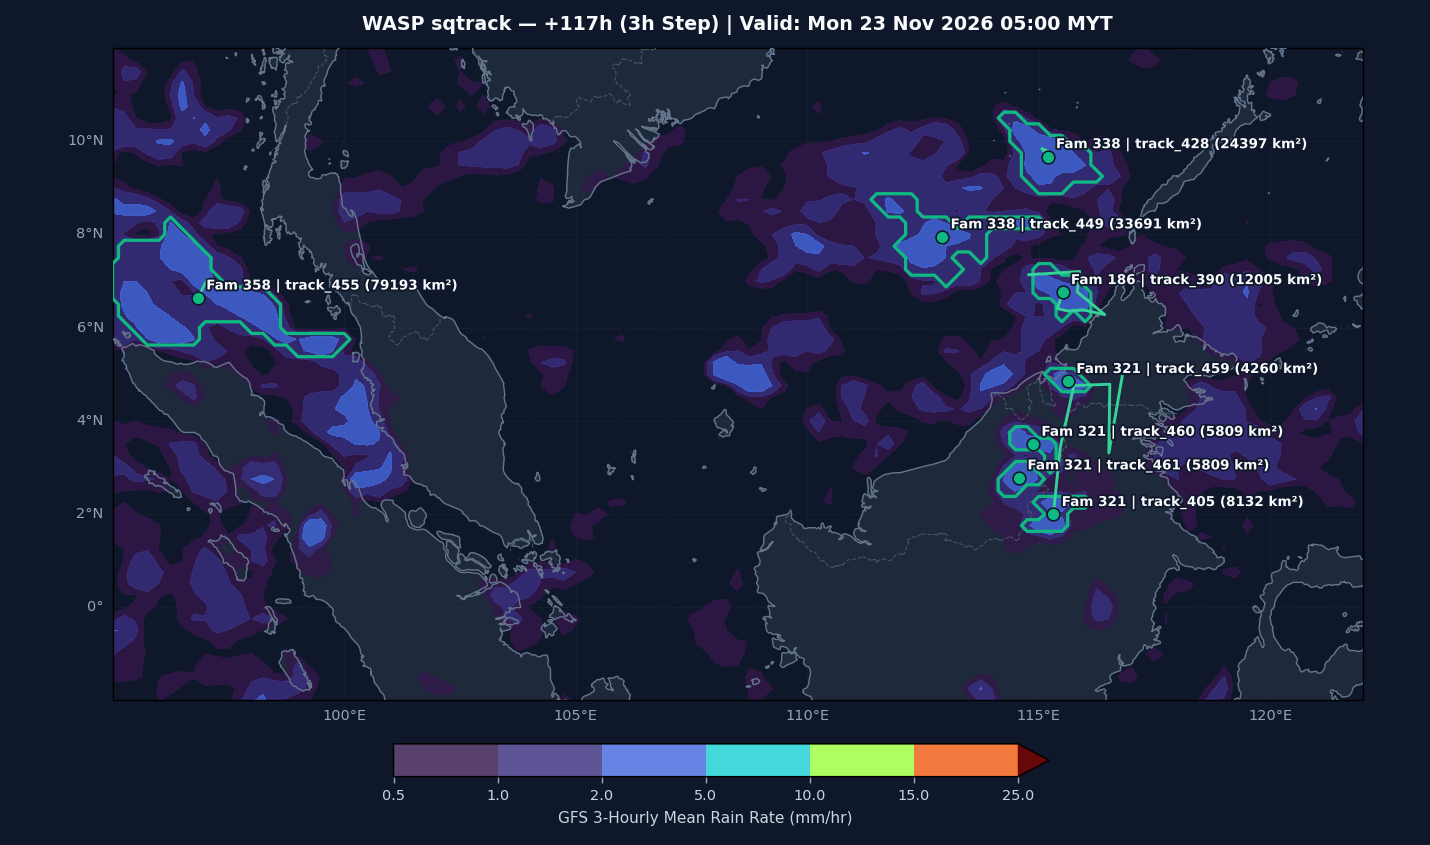 WASP sqtrack — +117h (3h Step) | Valid: Mon 23 Nov 2026 05:00 MYT
10°N
8°N
6°N
4°N
2°N
0°
Fam 338 | track_428 (24397 km²)
Fam 338 | track_449 (33691 km²)
Fam 358 | track_455 (79193 km²)
Fam 186 | track_390 (12005 km²)
Fam 321 | track_459 (4260 km²)
Fam 321 | track_460 (5809 km²)
Fam 321 | track_461 (5809 km²)
Fam 321 | track_405 (8132 km²)
100°E 105°E 110°E 115°E 120°E
0.5 1.0 2.0 5.0 10.0 15.0 25.0
GFS 3-Hourly Mean Rain Rate (mm/hr)